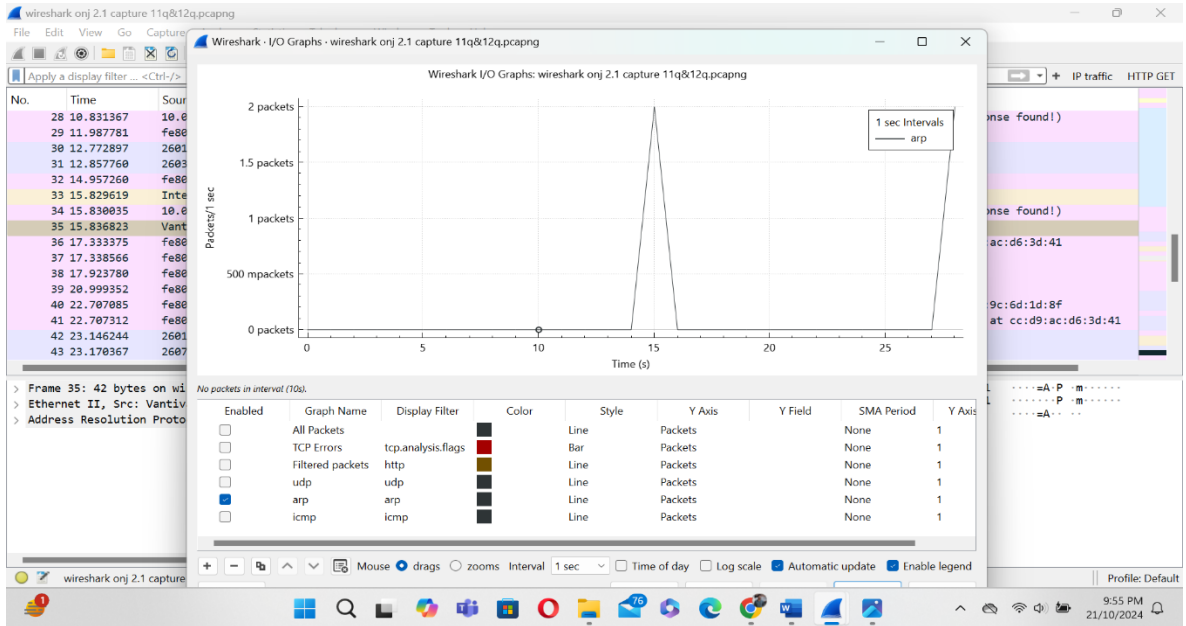 wireshark onj 2.1 capture 11q&12q.pcapng
File Edit View Go Capture
Wireshark · I/O Graphs · wireshark onj 2.1 capture 11q&12q.pcapng
Apply a display filter ... <Ctrl-/>
+ IP traffic HTTP GET
No. Time Sour
28 10.831367 10.0
onse found!)
29 11.987781 fe80
30 12.772897 2601
31 12.857760 2603
32 14.957260 fe80
33 15.829619 Inte
34 15.830035 10.0
onse found!)
35 15.836823 Vant
36 17.333375 fe80
ac:d6:3d:41
37 17.338566 fe80
38 17.923780 fe80
39 20.999352 fe80
40 22.707085 fe80
9c:6d:1d:8f
41 22.707312 fe80
at cc:d9:ac:d6:3d:41
42 23.146244 2601
43 23.170367 2607
Wireshark I/O Graphs: wireshark onj 2.1 capture 11q&12q.pcapng
2 packets
1.5 packets
1 packets
500 mpackets
0 packets
Packets/1 sec
1 sec Intervals
arp
0 5 10 15 20 25
Time (s)
Frame 35: 42 bytes on wi
Ethernet II, Src: Vantiv
Address Resolution Proto
No packets in interval (10s).
Enabled Graph Name Display Filter Color Style Y Axis Y Field SMA Period Y Axis
All Packets Line Packets None 1
TCP Errors tcp.analysis.flags Bar Packets None 1
Filtered packets http Line Packets None 1
udp udp Line Packets None 1
arp arp Line Packets None 1
icmp icmp Line Packets None 1
····=A·P ·m······
······P ·m······
····=A·· ··
+ − Mouse drags zooms Interval 1 sec Time of day Log scale Automatic update Enable legend
wireshark onj 2.1 capture
Profile: Default
1
76
9:55 PM
21/10/2024